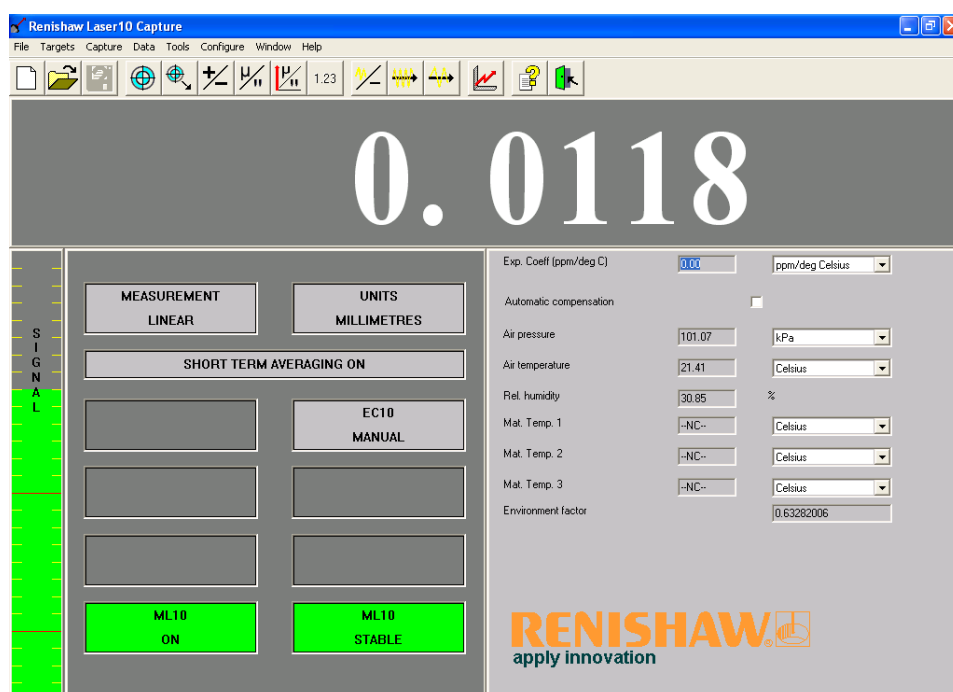 Renishaw Laser10 Capture
File Targets Capture Data Tools Configure Window Help
+/- μ/II μ/II 1.23
0.0118
SIGNAL
MEASUREMENT
LINEAR
UNITS
MILLIMETRES
SHORT TERM AVERAGING ON
EC10
MANUAL
ML10
ON
ML10
STABLE
Exp. Coeff (ppm/deg C) 0.00 ppm/deg Celsius
Automatic compensation
Air pressure 101.07 kPa
Air temperature 21.41 Celsius
Rel. humidity 30.85 %
Mat. Temp. 1 --NC-- Celsius
Mat. Temp. 2 --NC-- Celsius
Mat. Temp. 3 --NC-- Celsius
Environment factor 0.63282006
RENISHAW
apply innovation